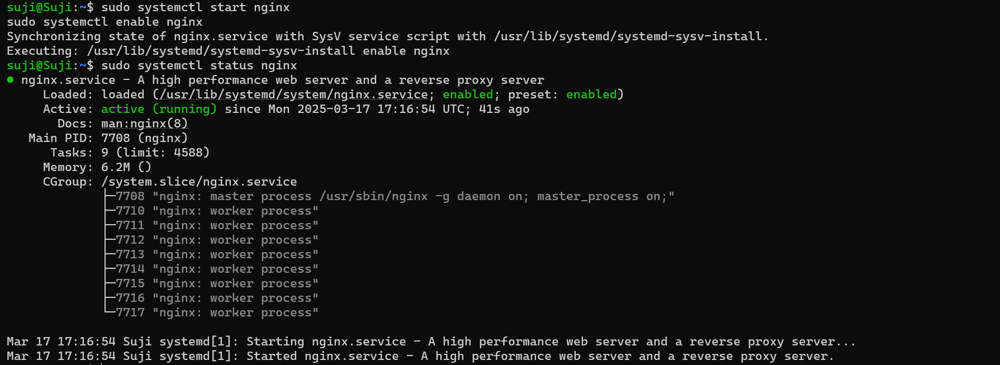 suji@Suji:~$ sudo systemctl start nginx
sudo systemctl enable nginx
Synchronizing state of nginx.service with SysV service script with /usr/lib/systemd/systemd-sysv-install.
Executing: /usr/lib/systemd/systemd-sysv-install enable nginx
suji@Suji:~$ sudo systemctl status nginx
● nginx.service - A high performance web server and a reverse proxy server
     Loaded: loaded (/usr/lib/systemd/system/nginx.service; enabled; preset: enabled)
     Active: active (running) since Mon 2025-03-17 17:16:54 UTC; 41s ago
       Docs: man:nginx(8)
   Main PID: 7708 (nginx)
      Tasks: 9 (limit: 4588)
     Memory: 6.2M ()
     CGroup: /system.slice/nginx.service
             ├─7708 "nginx: master process /usr/sbin/nginx -g daemon on; master_process on;"
             ├─7710 "nginx: worker process"
             ├─7711 "nginx: worker process"
             ├─7712 "nginx: worker process"
             ├─7713 "nginx: worker process"
             ├─7714 "nginx: worker process"
             ├─7715 "nginx: worker process"
             ├─7716 "nginx: worker process"
             └─7717 "nginx: worker process"
Mar 17 17:16:54 Suji systemd[1]: Starting nginx.service - A high performance web server and a reverse proxy server...
Mar 17 17:16:54 Suji systemd[1]: Started nginx.service - A high performance web server and a reverse proxy server.